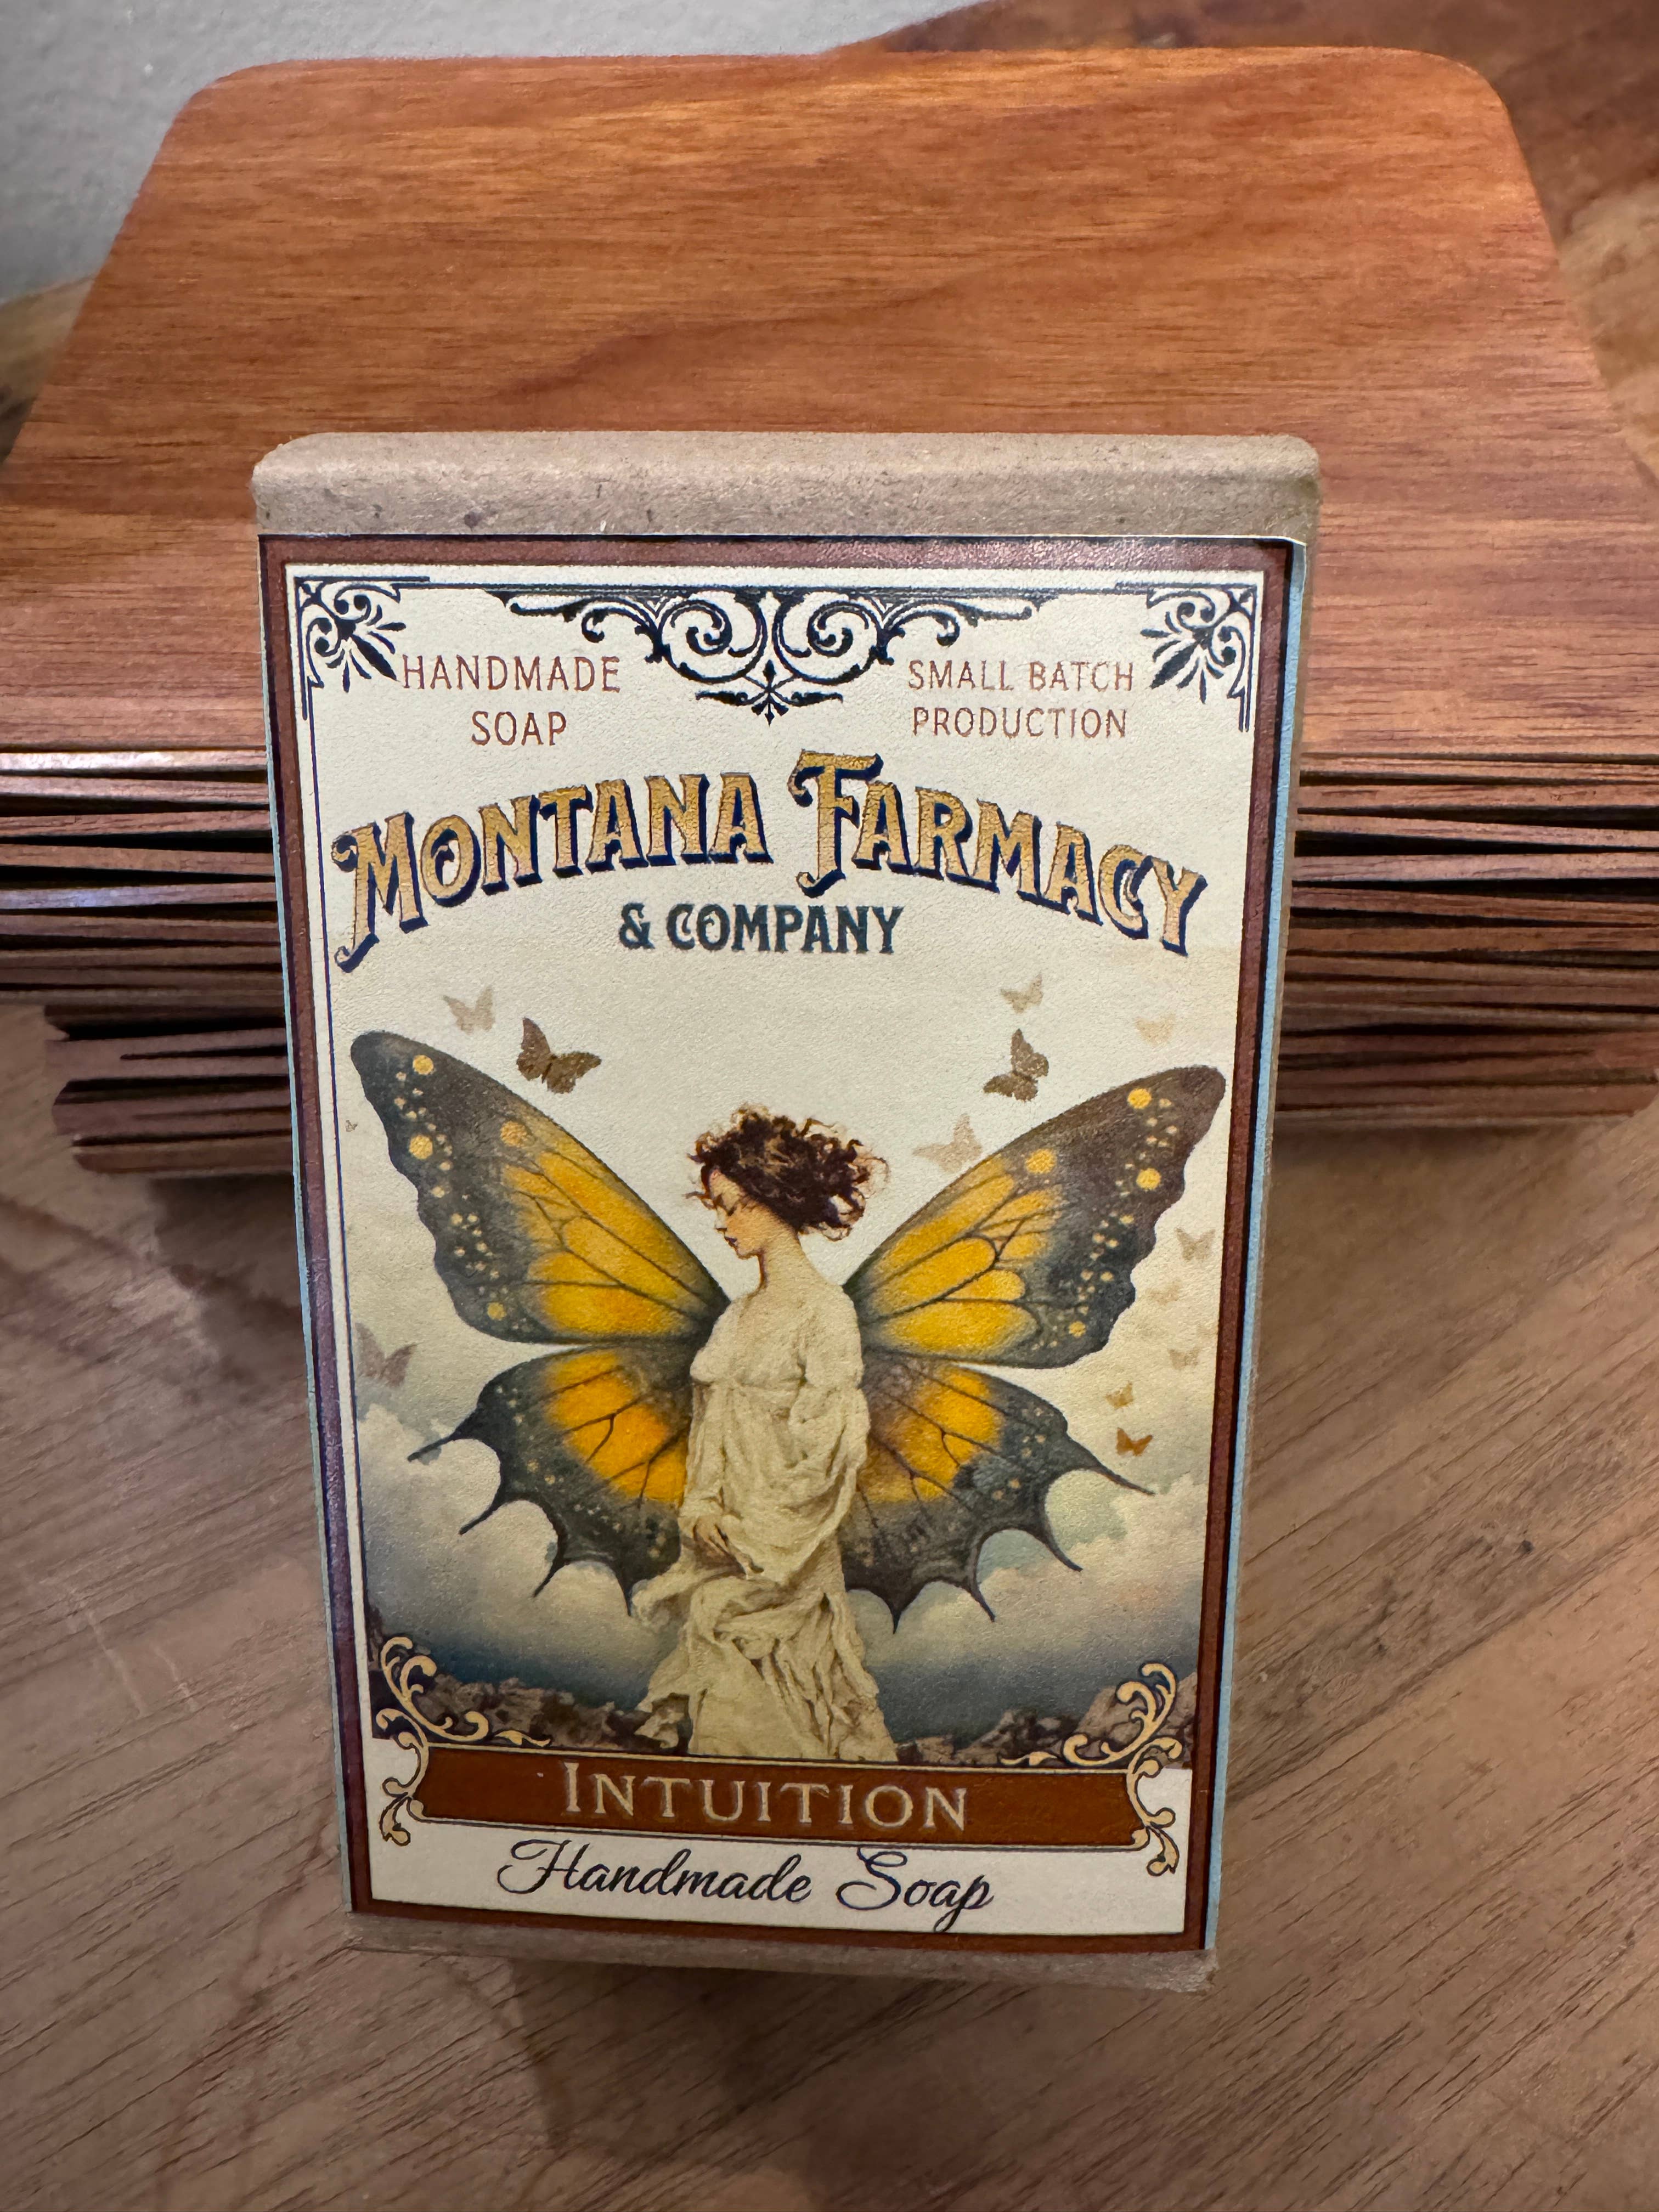 HANDMADE
SOAP
SMALL BATCH
PRODUCTION
MONTANA FARMACY
& COMPANY
INTUITION
Handmade Soap